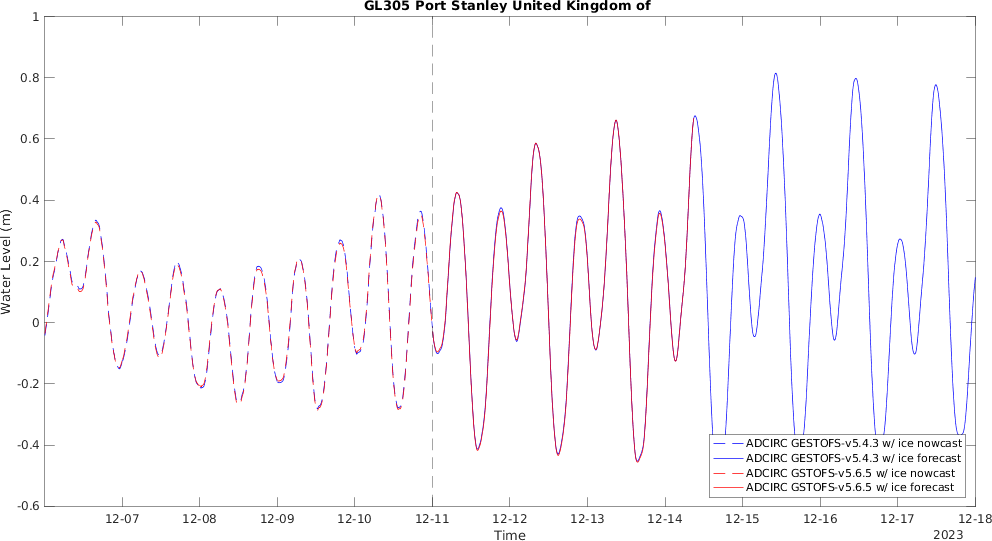 GL305 Port Stanley United Kingdom of
Water Level (m)
1
0.8
0.6
0.4
0.2
0
-0.2
-0.4
-0.6
ADCIRC GESTOFS-v5.4.3 w/ ice nowcast
ADCIRC GESTOFS-v5.4.3 w/ ice forecast
ADCIRC GSTOFS-v5.6.5 w/ ice nowcast
ADCIRC GSTOFS-v5.6.5 w/ ice forecast
12-07 12-08 12-09 12-10 12-11 12-12 12-13 12-14 12-15 12-16 12-17 12-18
Time
2023